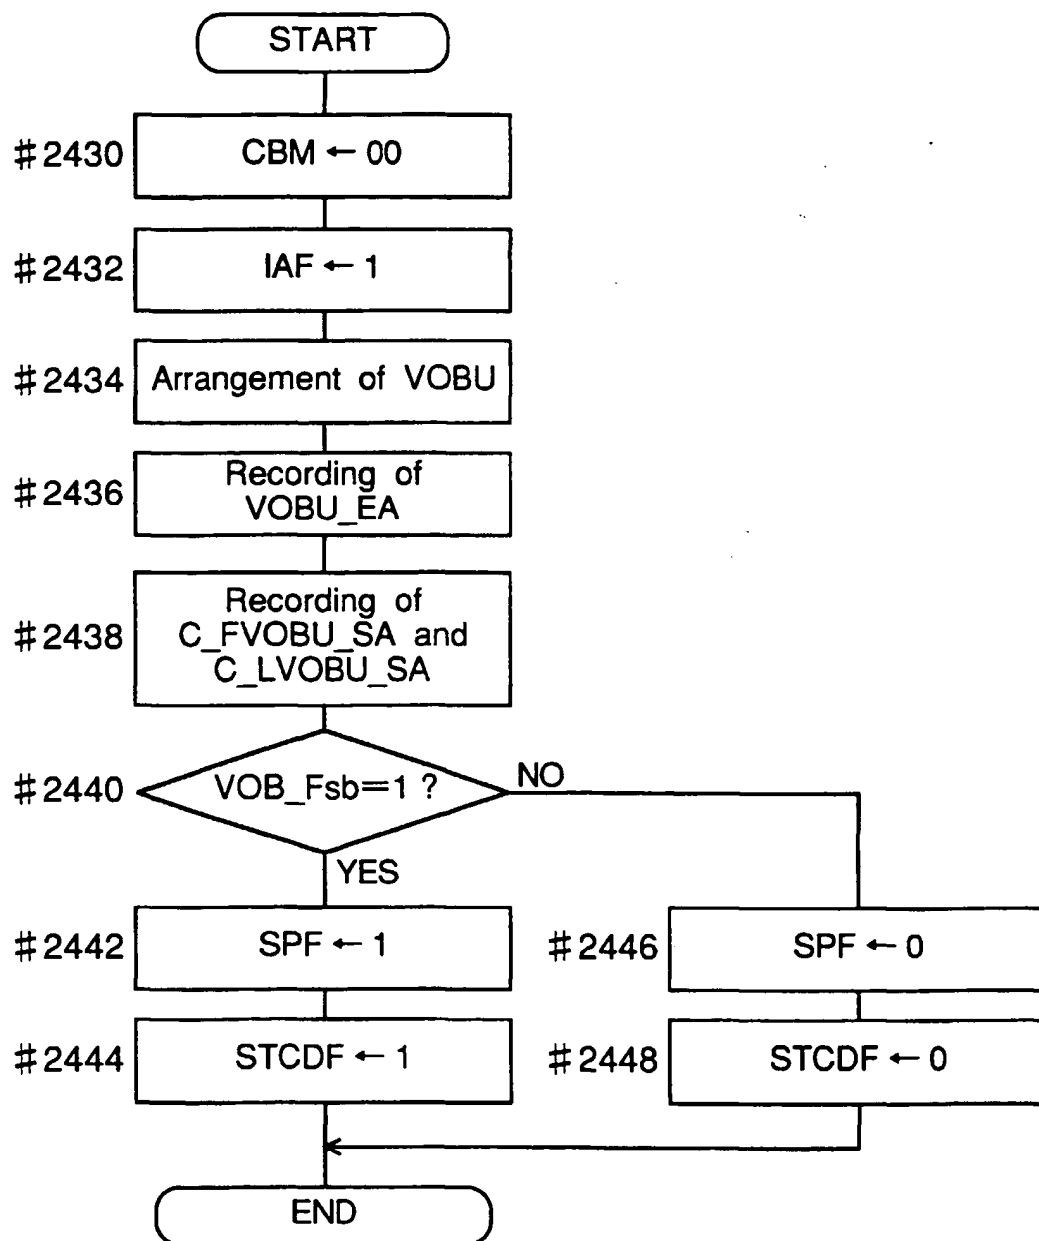 START
#2430
CBM ← 00
#2432
IAF ← 1
#2434
Arrangement of VOBU
#2436
Recording of
VOBU_EA
#2438
Recording of
C_FVOBU_SA and
C_LVOBU_SA
#2440
VOB_Fsb=1 ?
NO
YES
#2442
SPF ← 1
#2446
SPF ← 0
#2444
STCDF ← 1
#2448
STCDF ← 0
END